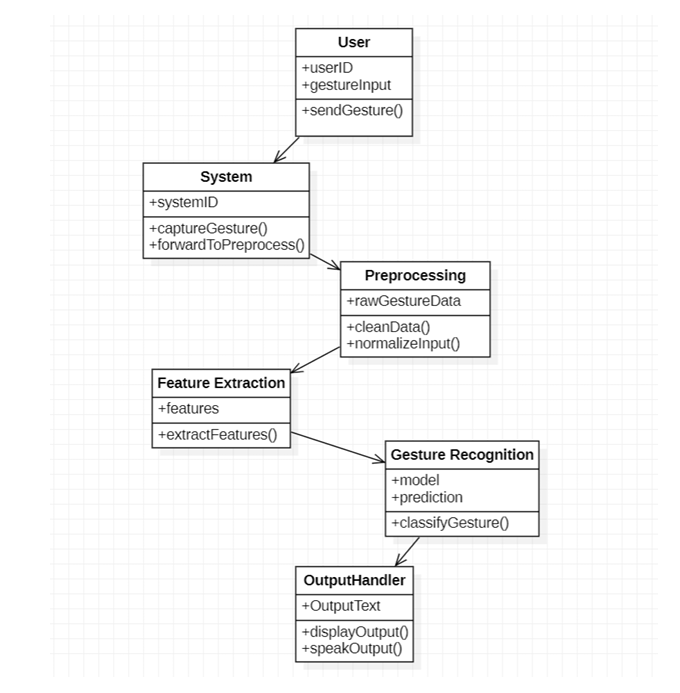 User
+userID
+gestureInput
+sendGesture()
System
+systemID
+captureGesture()
+forwardToPreprocess()
Preprocessing
+rawGestureData
+cleanData()
+normalizeInput()
Feature Extraction
+features
+extractFeatures()
Gesture Recognition
+model
+prediction
+classifyGesture()
OutputHandler
+OutputText
+displayOutput()
+speakOutput()